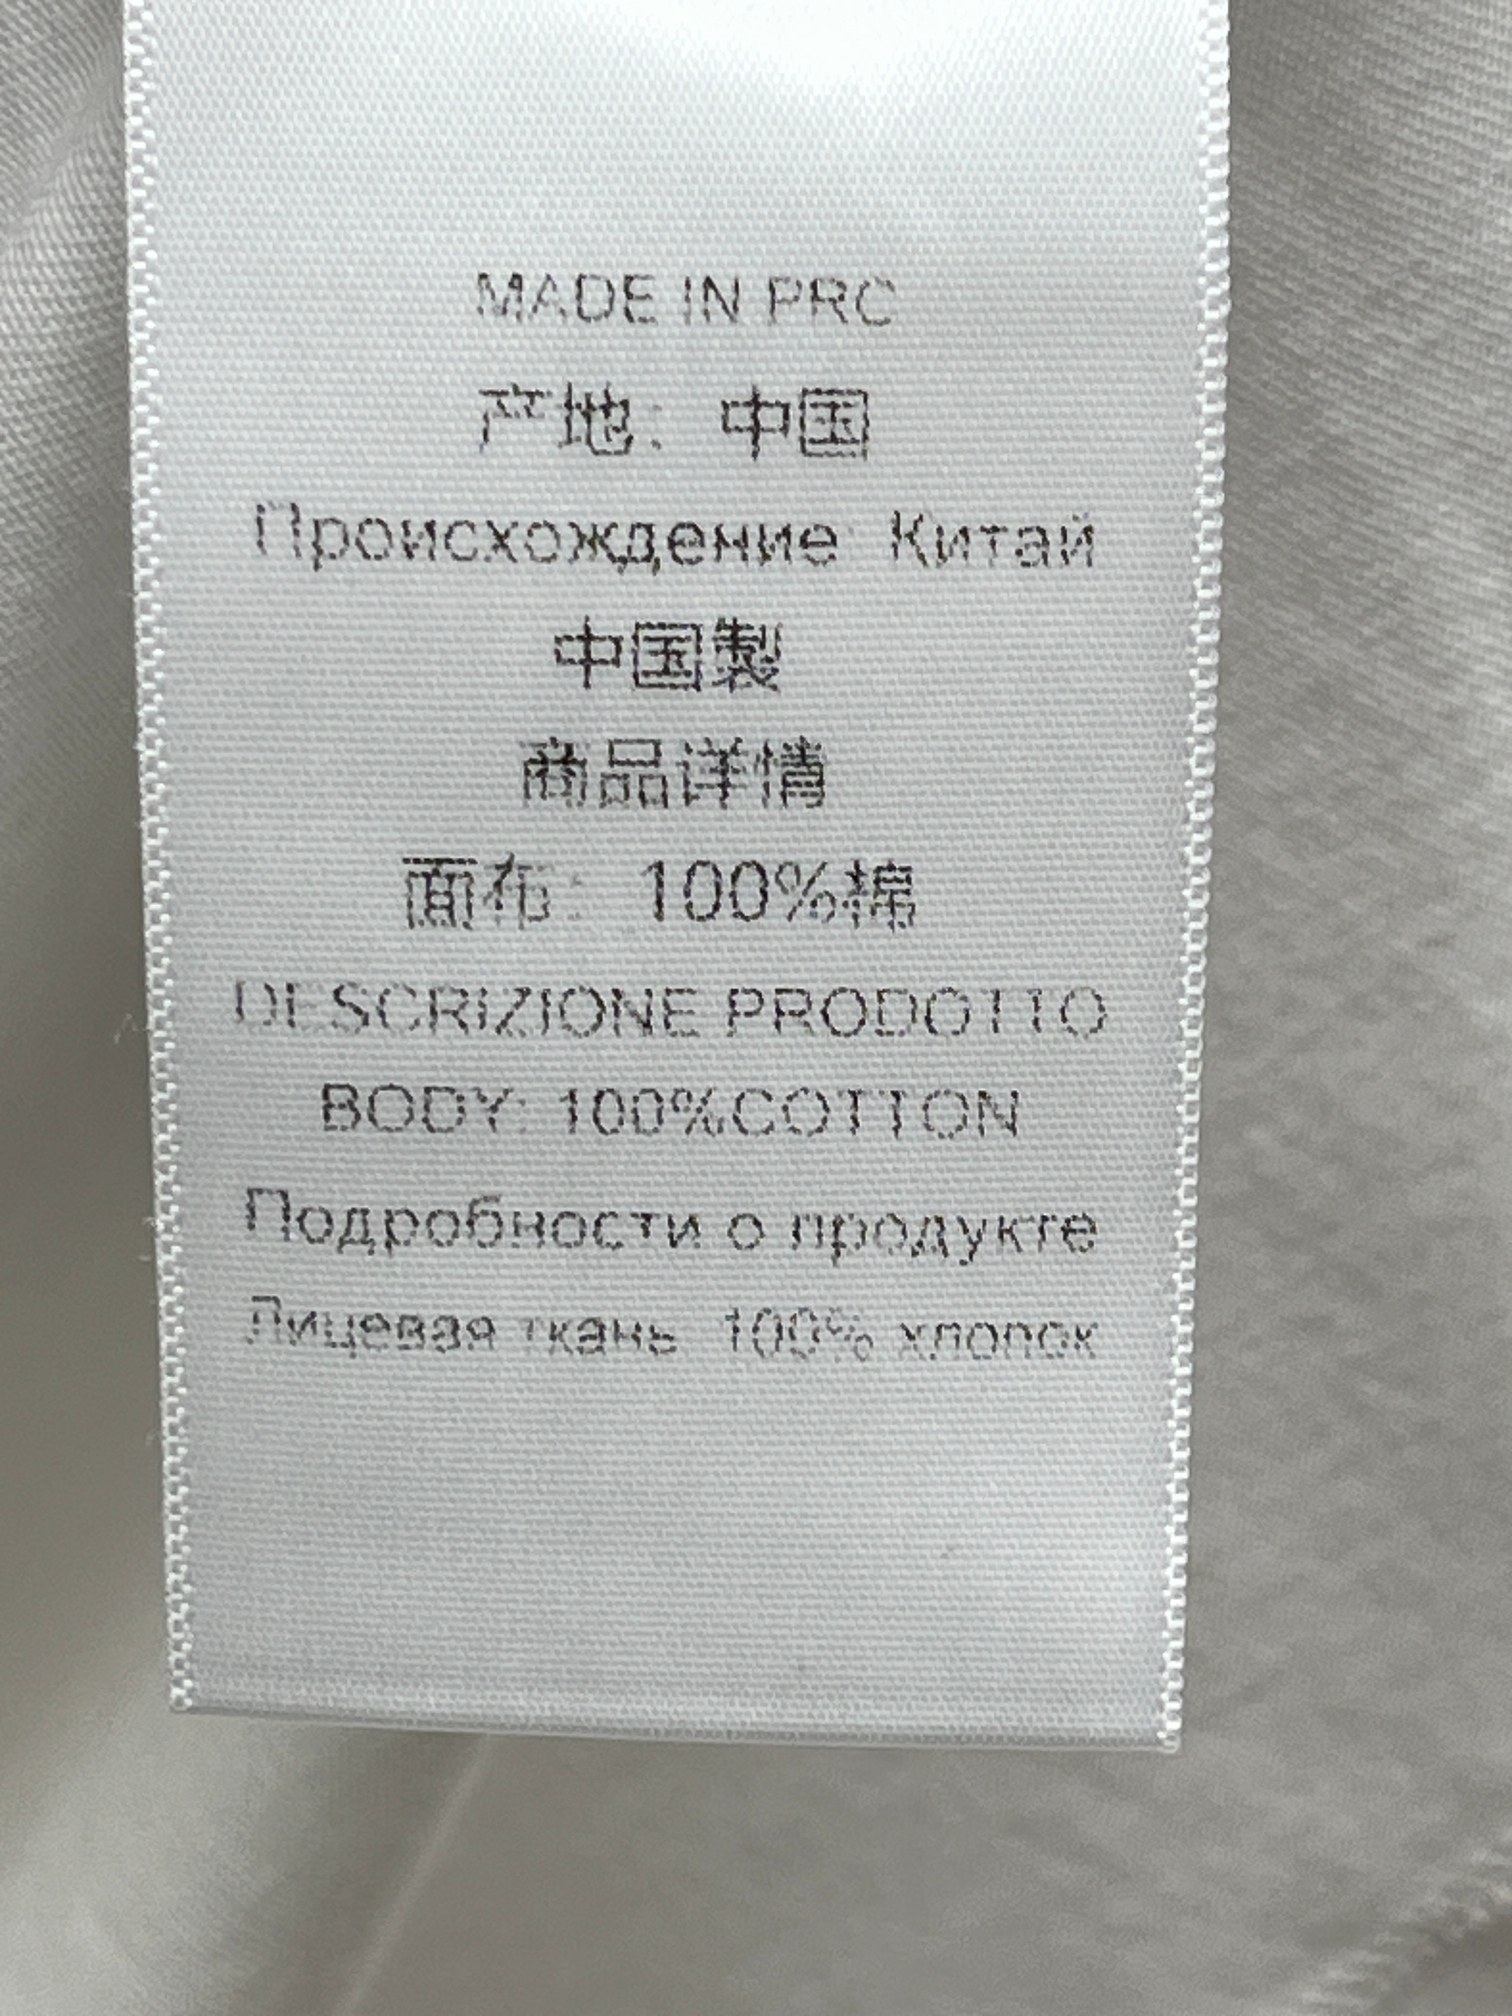 MADE IN PRC
产地: 中国
Происхождение: Китай
中国製
商品详情
面布: 100%棉
DESCRIZIONE PRODOTTO
BODY: 100%COTTON
Подробности о продукте
Лицевая ткань: 100% хлопок